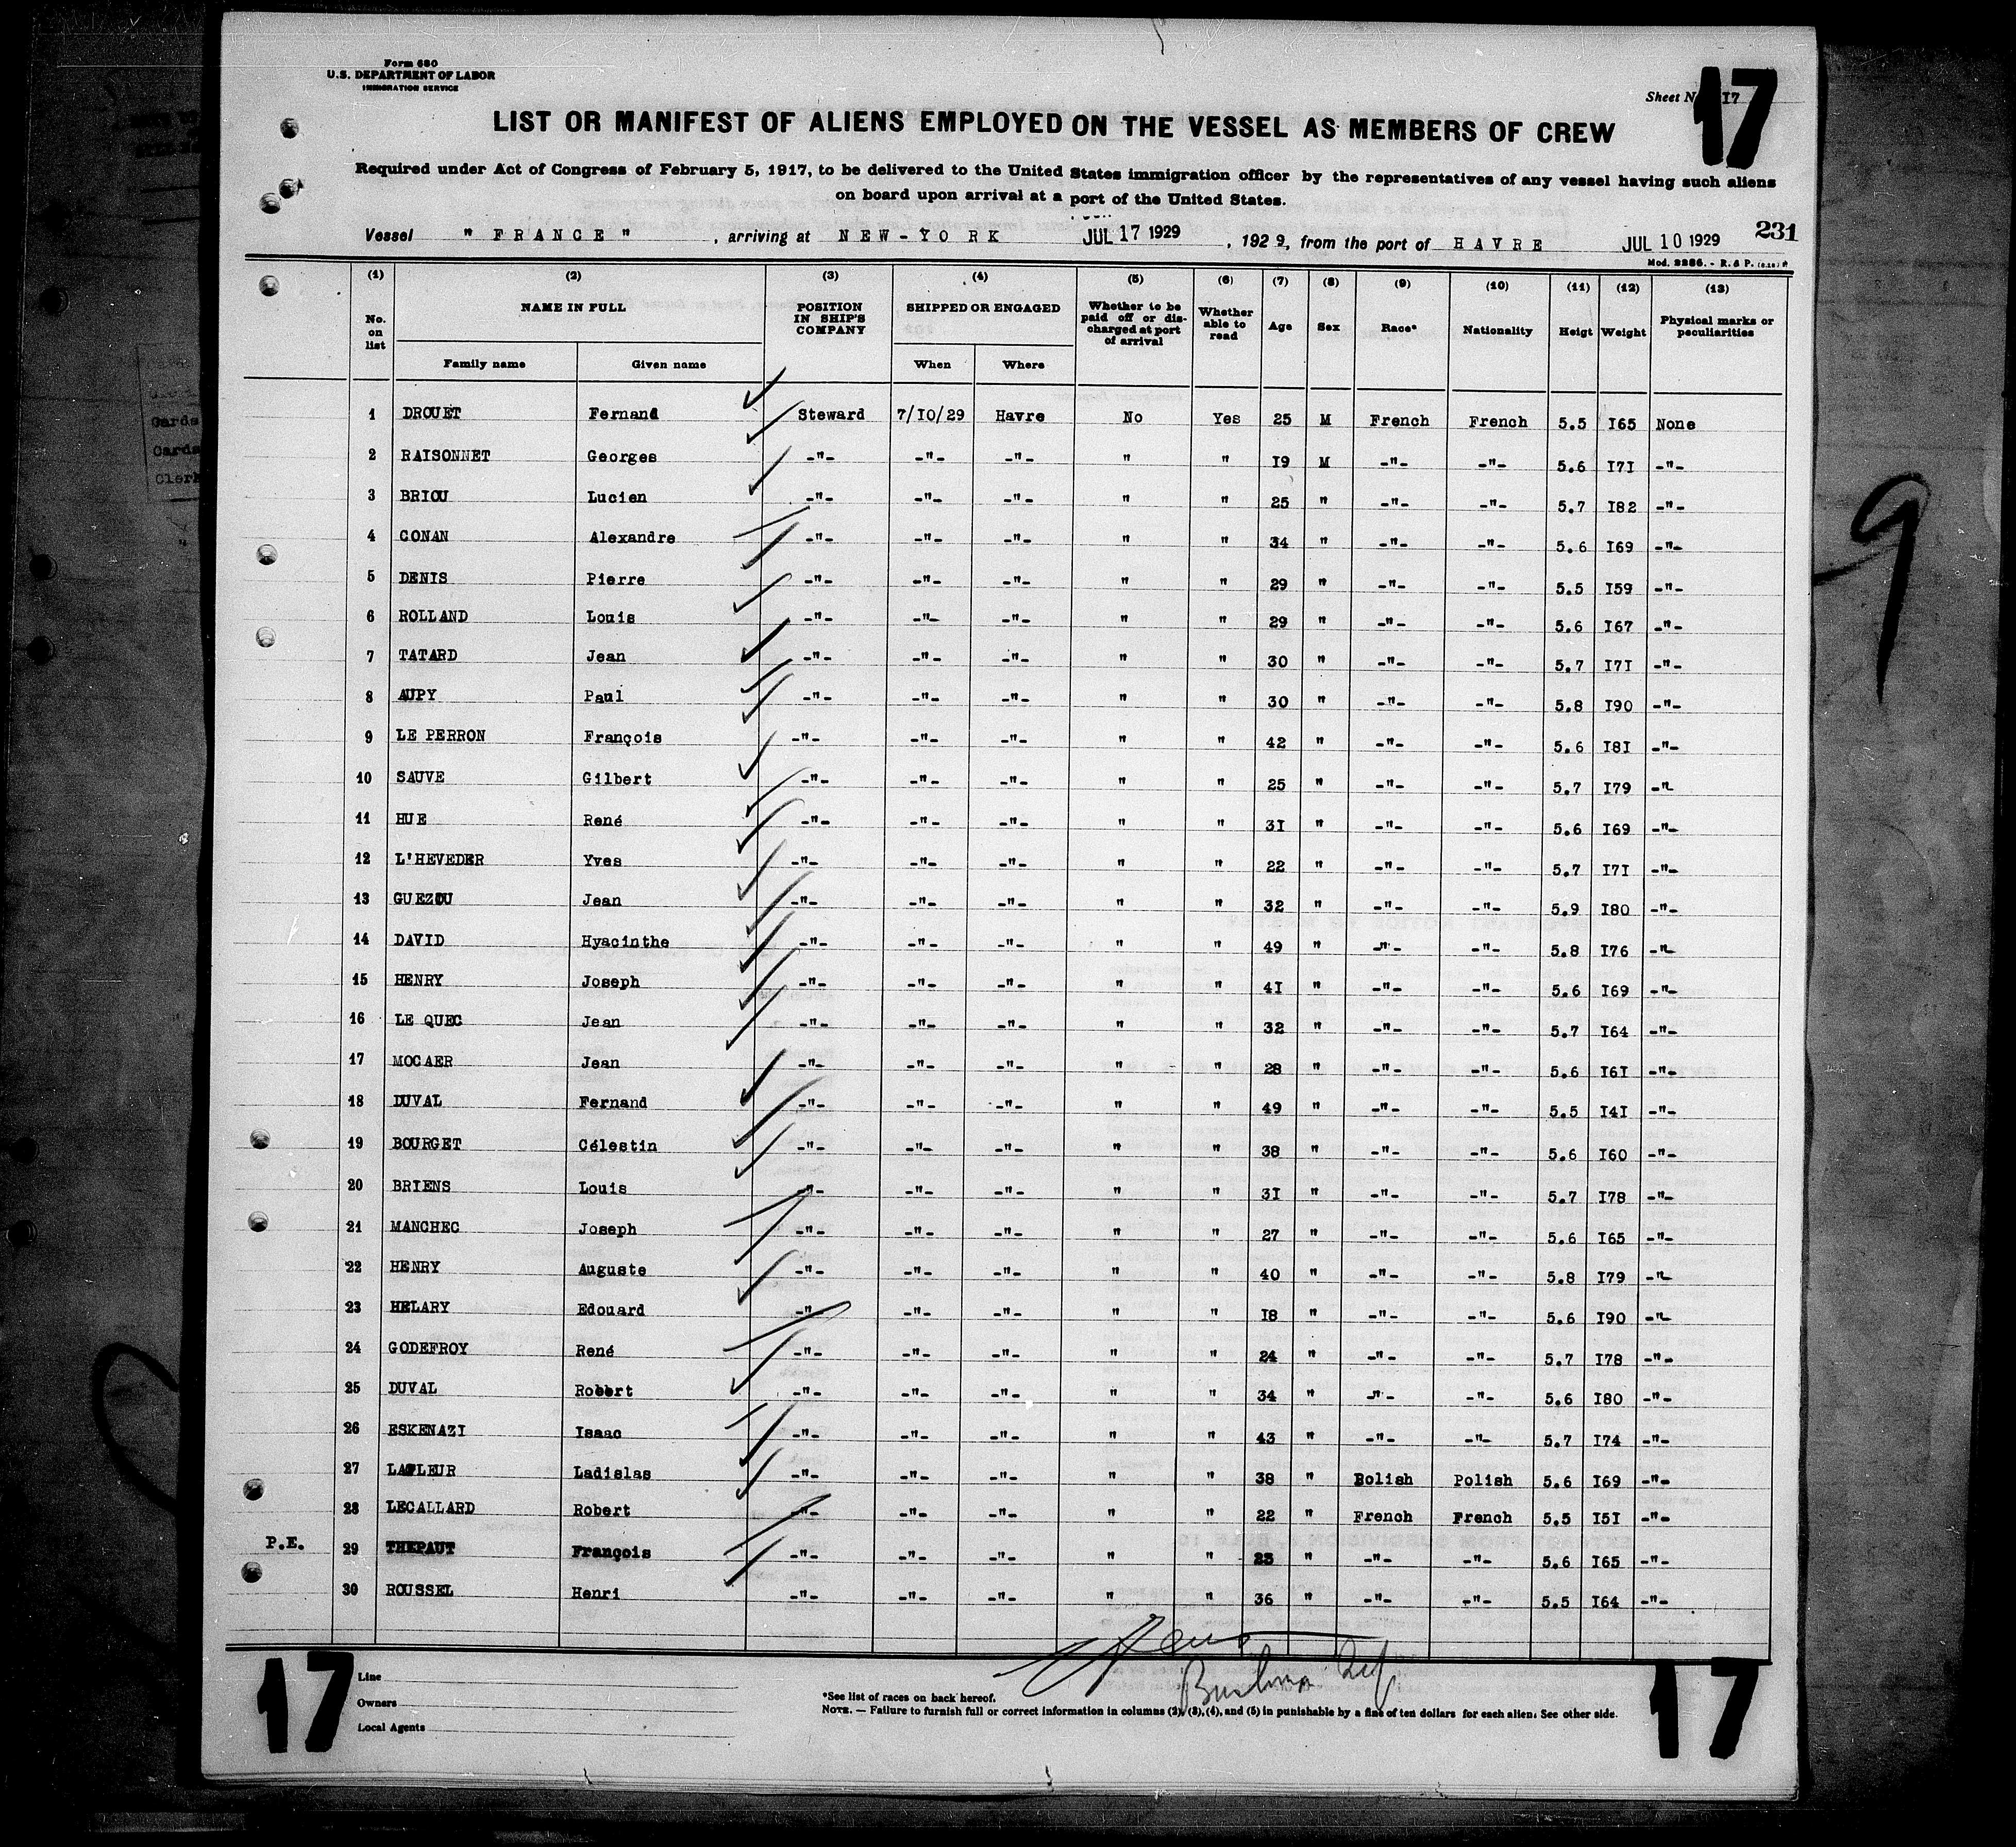 Form 680
U.S. DEPARTMENT OF LABOR
IMMIGRATION SERVICE
Sheet N 17
17
LIST OR MANIFEST OF ALIENS EMPLOYED ON THE VESSEL AS MEMBERS OF CREW
Required under Act of Congress of February 5, 1917, to be delivered to the United States immigration officer by the representatives of any vessel having such aliens
on board upon arrival at a port of the United States.
Vessel "FRANCE", arriving at NEW-YORK JUL 17 1929, 1929, from the port of HAVRE JUL 10 1929 231
Mod. 2286. - R. & P.
(1) (2) (3) (4) (5) (6) (7) (8) (9) (10) (11) (12) (13)
No. on list NAME IN FULL POSITION IN SHIP'S COMPANY SHIPPED OR ENGAGED Whether to be paid off or discharged at port of arrival Whether able to read Age Sex Race* Nationality Heigt Weight Physical marks or peculiarities
Family name Given name When Where
1 DROUET Fernand Steward 7/10/29 Havre No Yes 25 M French French 5.5 165 None
2 RAISONNET Georges -"- -"- -"- " " 19 M -"- -"- 5.6 171 -"-
3 BRIOU Lucien -"- -"- -"- " " 25 " -"- -"- 5.7 182 -"-
4 CONAN Alexandre -"- -"- -"- " " 34 " -"- -"- 5.6 169 -"-
5 DENIS Pierre -"- -"- -"- " " 29 " -"- -"- 5.5 159 -"-
6 ROLLAND Louis -"- -"- -"- " " 29 " -"- -"- 5.6 167 -"-
7 TATARD Jean -"- -"- -"- " " 30 " -"- -"- 5.7 171 -"-
8 AUPY Paul -"- -"- -"- " " 30 " -"- -"- 5.8 190 -"-
9 LE PERRON François -"- -"- -"- " " 42 " -"- -"- 5.6 181 -"-
10 SAUVE Gilbert -"- -"- -"- " " 25 " -"- -"- 5.7 179 -"-
11 HUE René -"- -"- -"- " " 31 " -"- -"- 5.6 169 -"-
12 L'HEVEDER Yves -"- -"- -"- " " 22 " -"- -"- 5.7 171 -"-
13 GUEZOU Jean -"- -"- -"- " " 32 " -"- -"- 5.9 180 -"-
14 DAVID Hyacinthe -"- -"- -"- " " 49 " -"- -"- 5.8 176 -"-
15 HENRY Joseph -"- -"- -"- " " 41 " -"- -"- 5.6 169 -"-
16 LE QUEC Jean -"- -"- -"- " " 32 " -"- -"- 5.7 164 -"-
17 MOCAER Jean -"- -"- -"- " " 28 " -"- -"- 5.6 161 -"-
18 DUVAL Fernand -"- -"- -"- " " 49 " -"- -"- 5.5 141 -"-
19 BOURGET Célestin -"- -"- -"- " " 38 " -"- -"- 5.6 160 -"-
20 BRIENS Louis -"- -"- -"- " " 31 " -"- -"- 5.7 178 -"-
21 MANCHEC Joseph -"- -"- -"- " " 27 " -"- -"- 5.6 165 -"-
22 HENRY Auguste -"- -"- -"- " " 40 " -"- -"- 5.8 179 -"-
23 HELARY Edouard -"- -"- -"- " " 18 " -"- -"- 5.6 190 -"-
24 GODEFROY René -"- -"- -"- " " 24 " -"- -"- 5.7 178 -"-
25 DUVAL Robert -"- -"- -"- " " 34 " -"- -"- 5.6 180 -"-
26 ESKENAZI Isaac -"- -"- -"- " " 43 " -"- -"- 5.7 174 -"-
27 LAFLEUR Ladislas -"- -"- -"- " " 38 " Bolish Polish 5.6 169 -"-
28 LECALLARD Robert -"- -"- -"- " " 22 " French French 5.5 151 -"-
P.E. 29 THEPAUT François -"- -"- -"- " " 23 " -"- -"- 5.6 165 -"-
30 ROUSSEL Henri -"- -"- -"- " " 36 " -"- -"- 5.5 164 -"-
17
Line
Owners
Local Agents
*See list of races on back hereof.
NOTE. — Failure to furnish full or correct information in columns (2), (3), (4), and (5) in punishable by a fine of ten dollars for each alien. See other side.
17
9